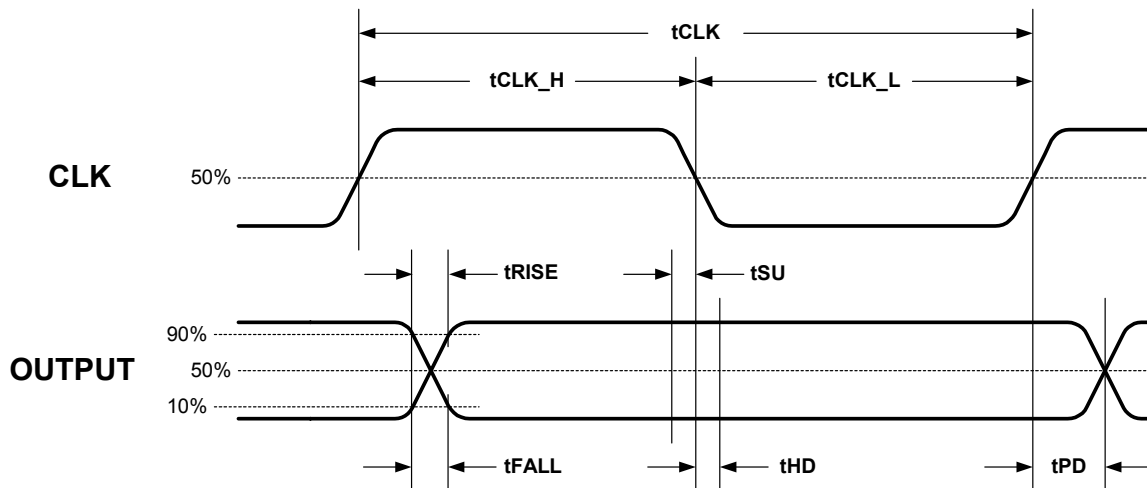 tCLK
tCLK_H
tCLK_L
CLK
50%
tRISE
tSU
90%
OUTPUT
50%
10%
tFALL
tHD
tPD